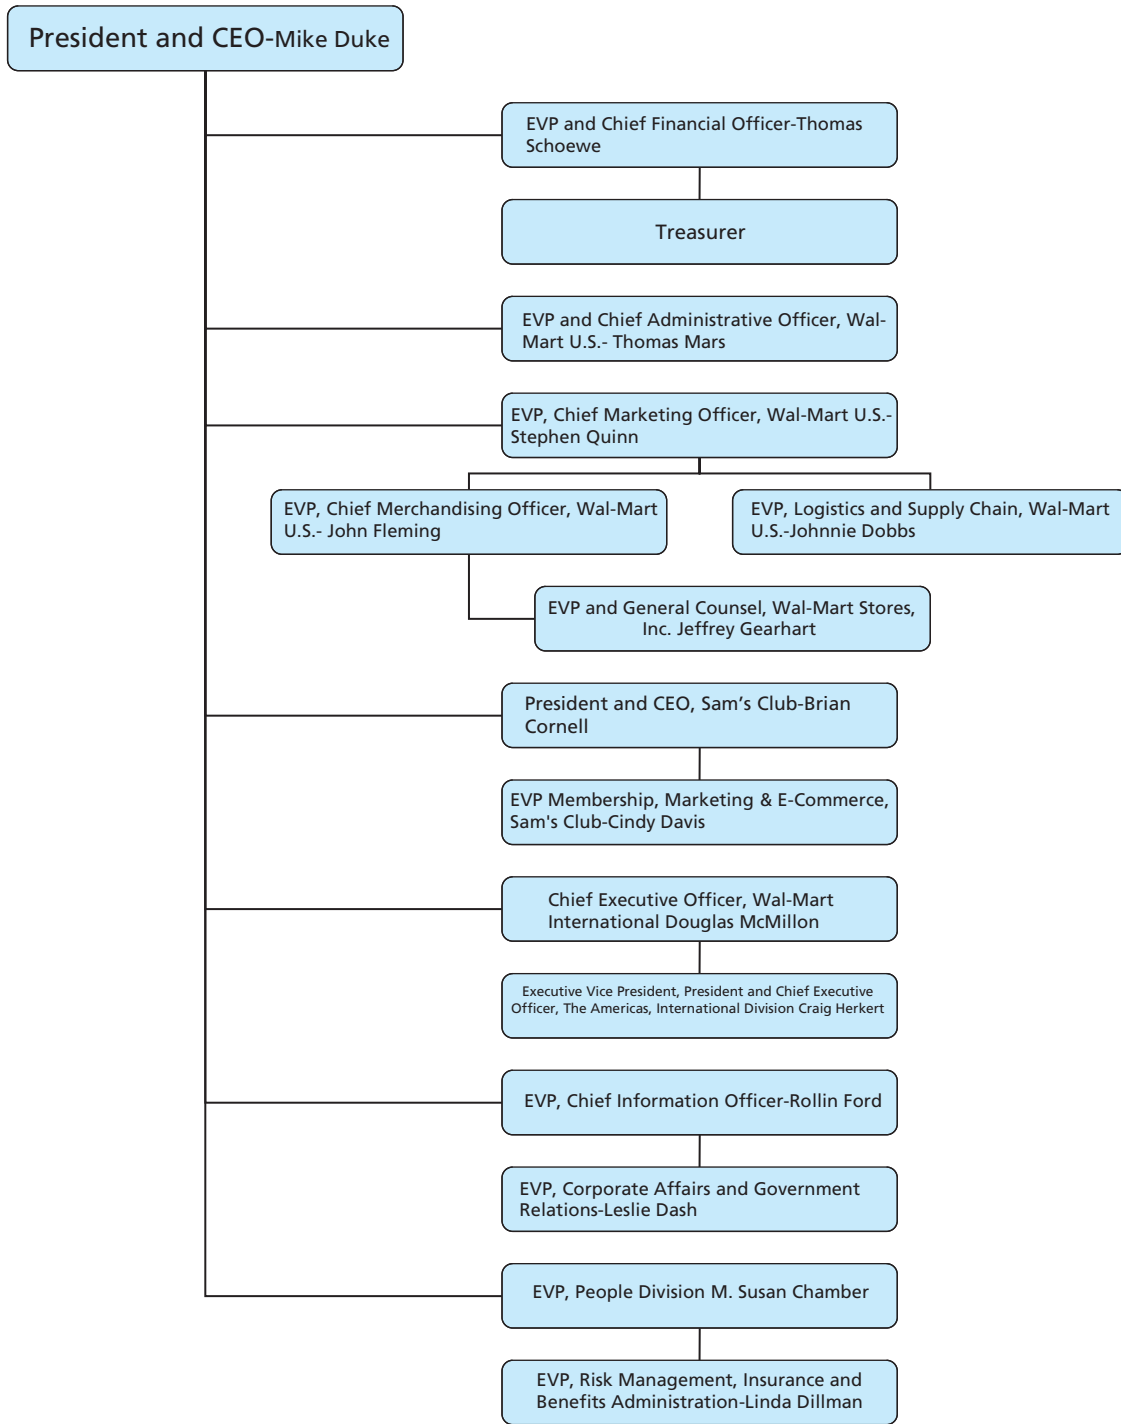 President and CEO-Mike Duke
EVP and Chief Financial Officer-Thomas
Schoewe
Treasurer
EVP and Chief Administrative Officer, Wal-
Mart U.S.- Thomas Mars
EVP, Chief Marketing Officer, Wal-Mart U.S.-
Stephen Quinn
EVP, Chief Merchandising Officer, Wal-Mart
U.S.- John Fleming
EVP, Logistics and Supply Chain, Wal-Mart
U.S.-Johnnie Dobbs
EVP and General Counsel, Wal-Mart Stores,
Inc. Jeffrey Gearhart
President and CEO, Sam’s Club-Brian
Cornell
EVP Membership, Marketing & E-Commerce,
Sam's Club-Cindy Davis
Chief Executive Officer, Wal-Mart
International Douglas McMillon
Executive Vice President, President and Chief Executive
Officer, The Americas, International Division Craig Herkert
EVP, Chief Information Officer-Rollin Ford
EVP, Corporate Affairs and Government
Relations-Leslie Dash
EVP, People Division M. Susan Chamber
EVP, Risk Management, Insurance and
Benefits Administration-Linda Dillman